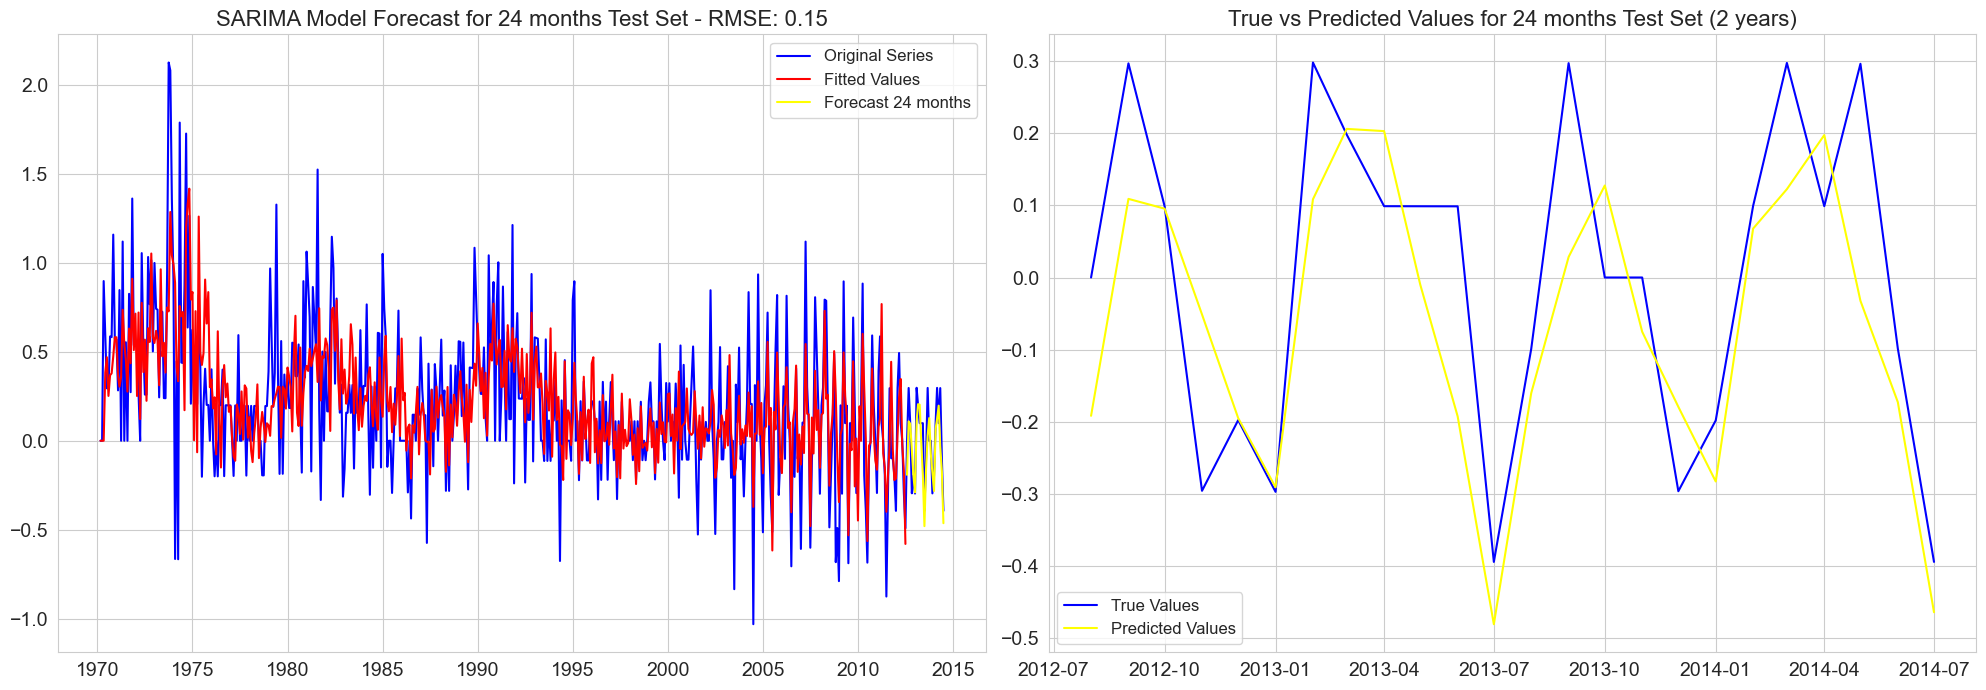 SARIMA Model Forecast for 24 months Test Set - RMSE: 0.15
Original Series
Fitted Values
Forecast 24 months
2.0
1.5
1.0
0.5
0.0
−0.5
−1.0
1970 1975 1980 1985 1990 1995 2000 2005 2010 2015
True vs Predicted Values for 24 months Test Set (2 years)
0.3
0.2
0.1
0.0
−0.1
−0.2
−0.3
−0.4
−0.5
True Values
Predicted Values
2012-07 2012-10 2013-01 2013-04 2013-07 2013-10 2014-01 2014-04 2014-07